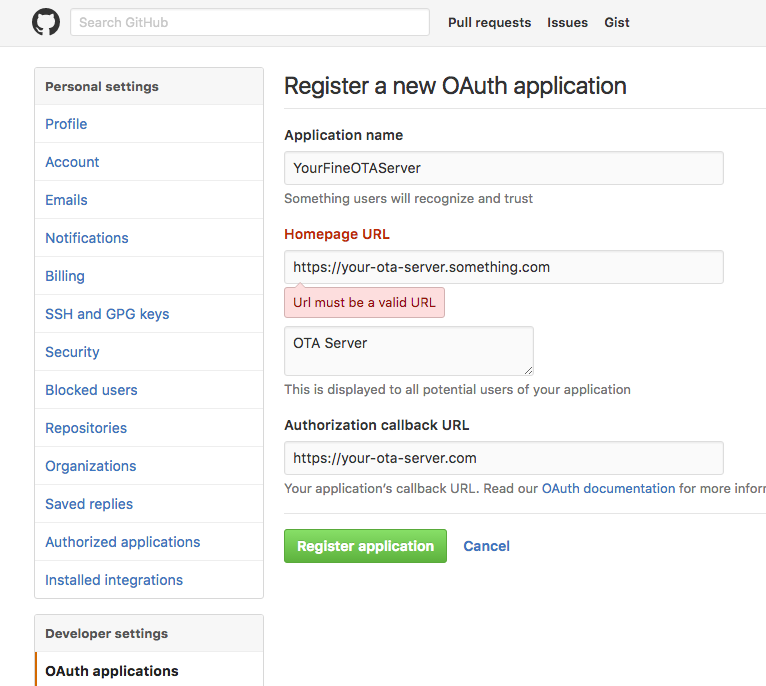 Search GitHub
Pull requests Issues Gist
Personal settings
Profile
Account
Emails
Notifications
Billing
SSH and GPG keys
Security
Blocked users
Repositories
Organizations
Saved replies
Authorized applications
Installed integrations
Developer settings
OAuth applications
Register a new OAuth application
Application name
YourFineOTAServer
Something users will recognize and trust
Homepage URL
https://your-ota-server.something.com
Url must be a valid URL
OTA Server
This is displayed to all potential users of your application
Authorization callback URL
https://your-ota-server.com
Your application's callback URL. Read our OAuth documentation for more infor
Register application Cancel